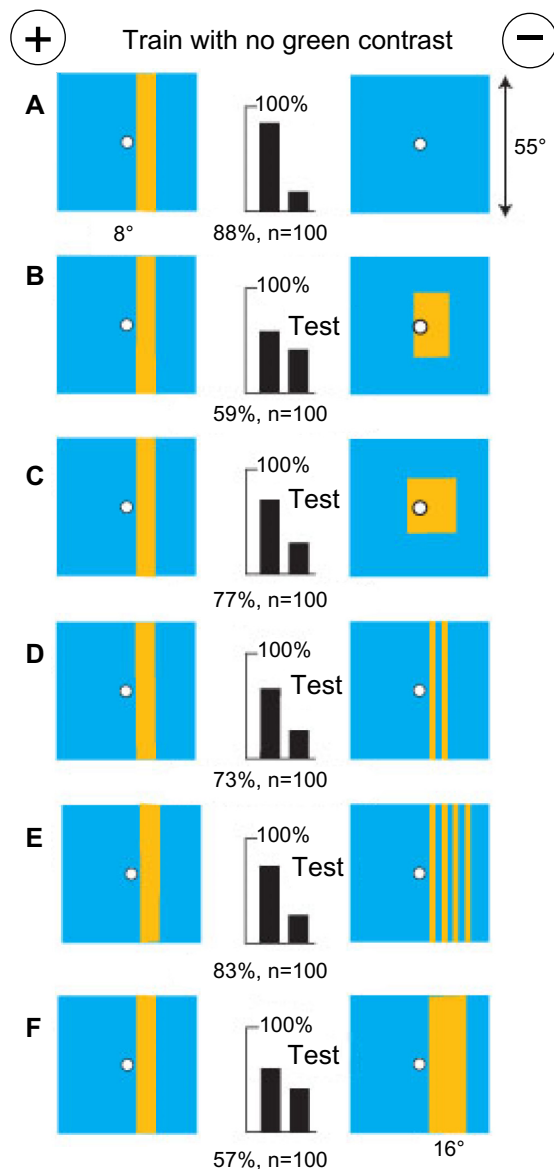 + Train with no green contrast −
A 100%
55°
8° 88%, n=100
B 100%
Test
59%, n=100
C 100%
Test
77%, n=100
D 100%
Test
73%, n=100
E 100%
Test
83%, n=100
F 100%
Test
57%, n=100 16°